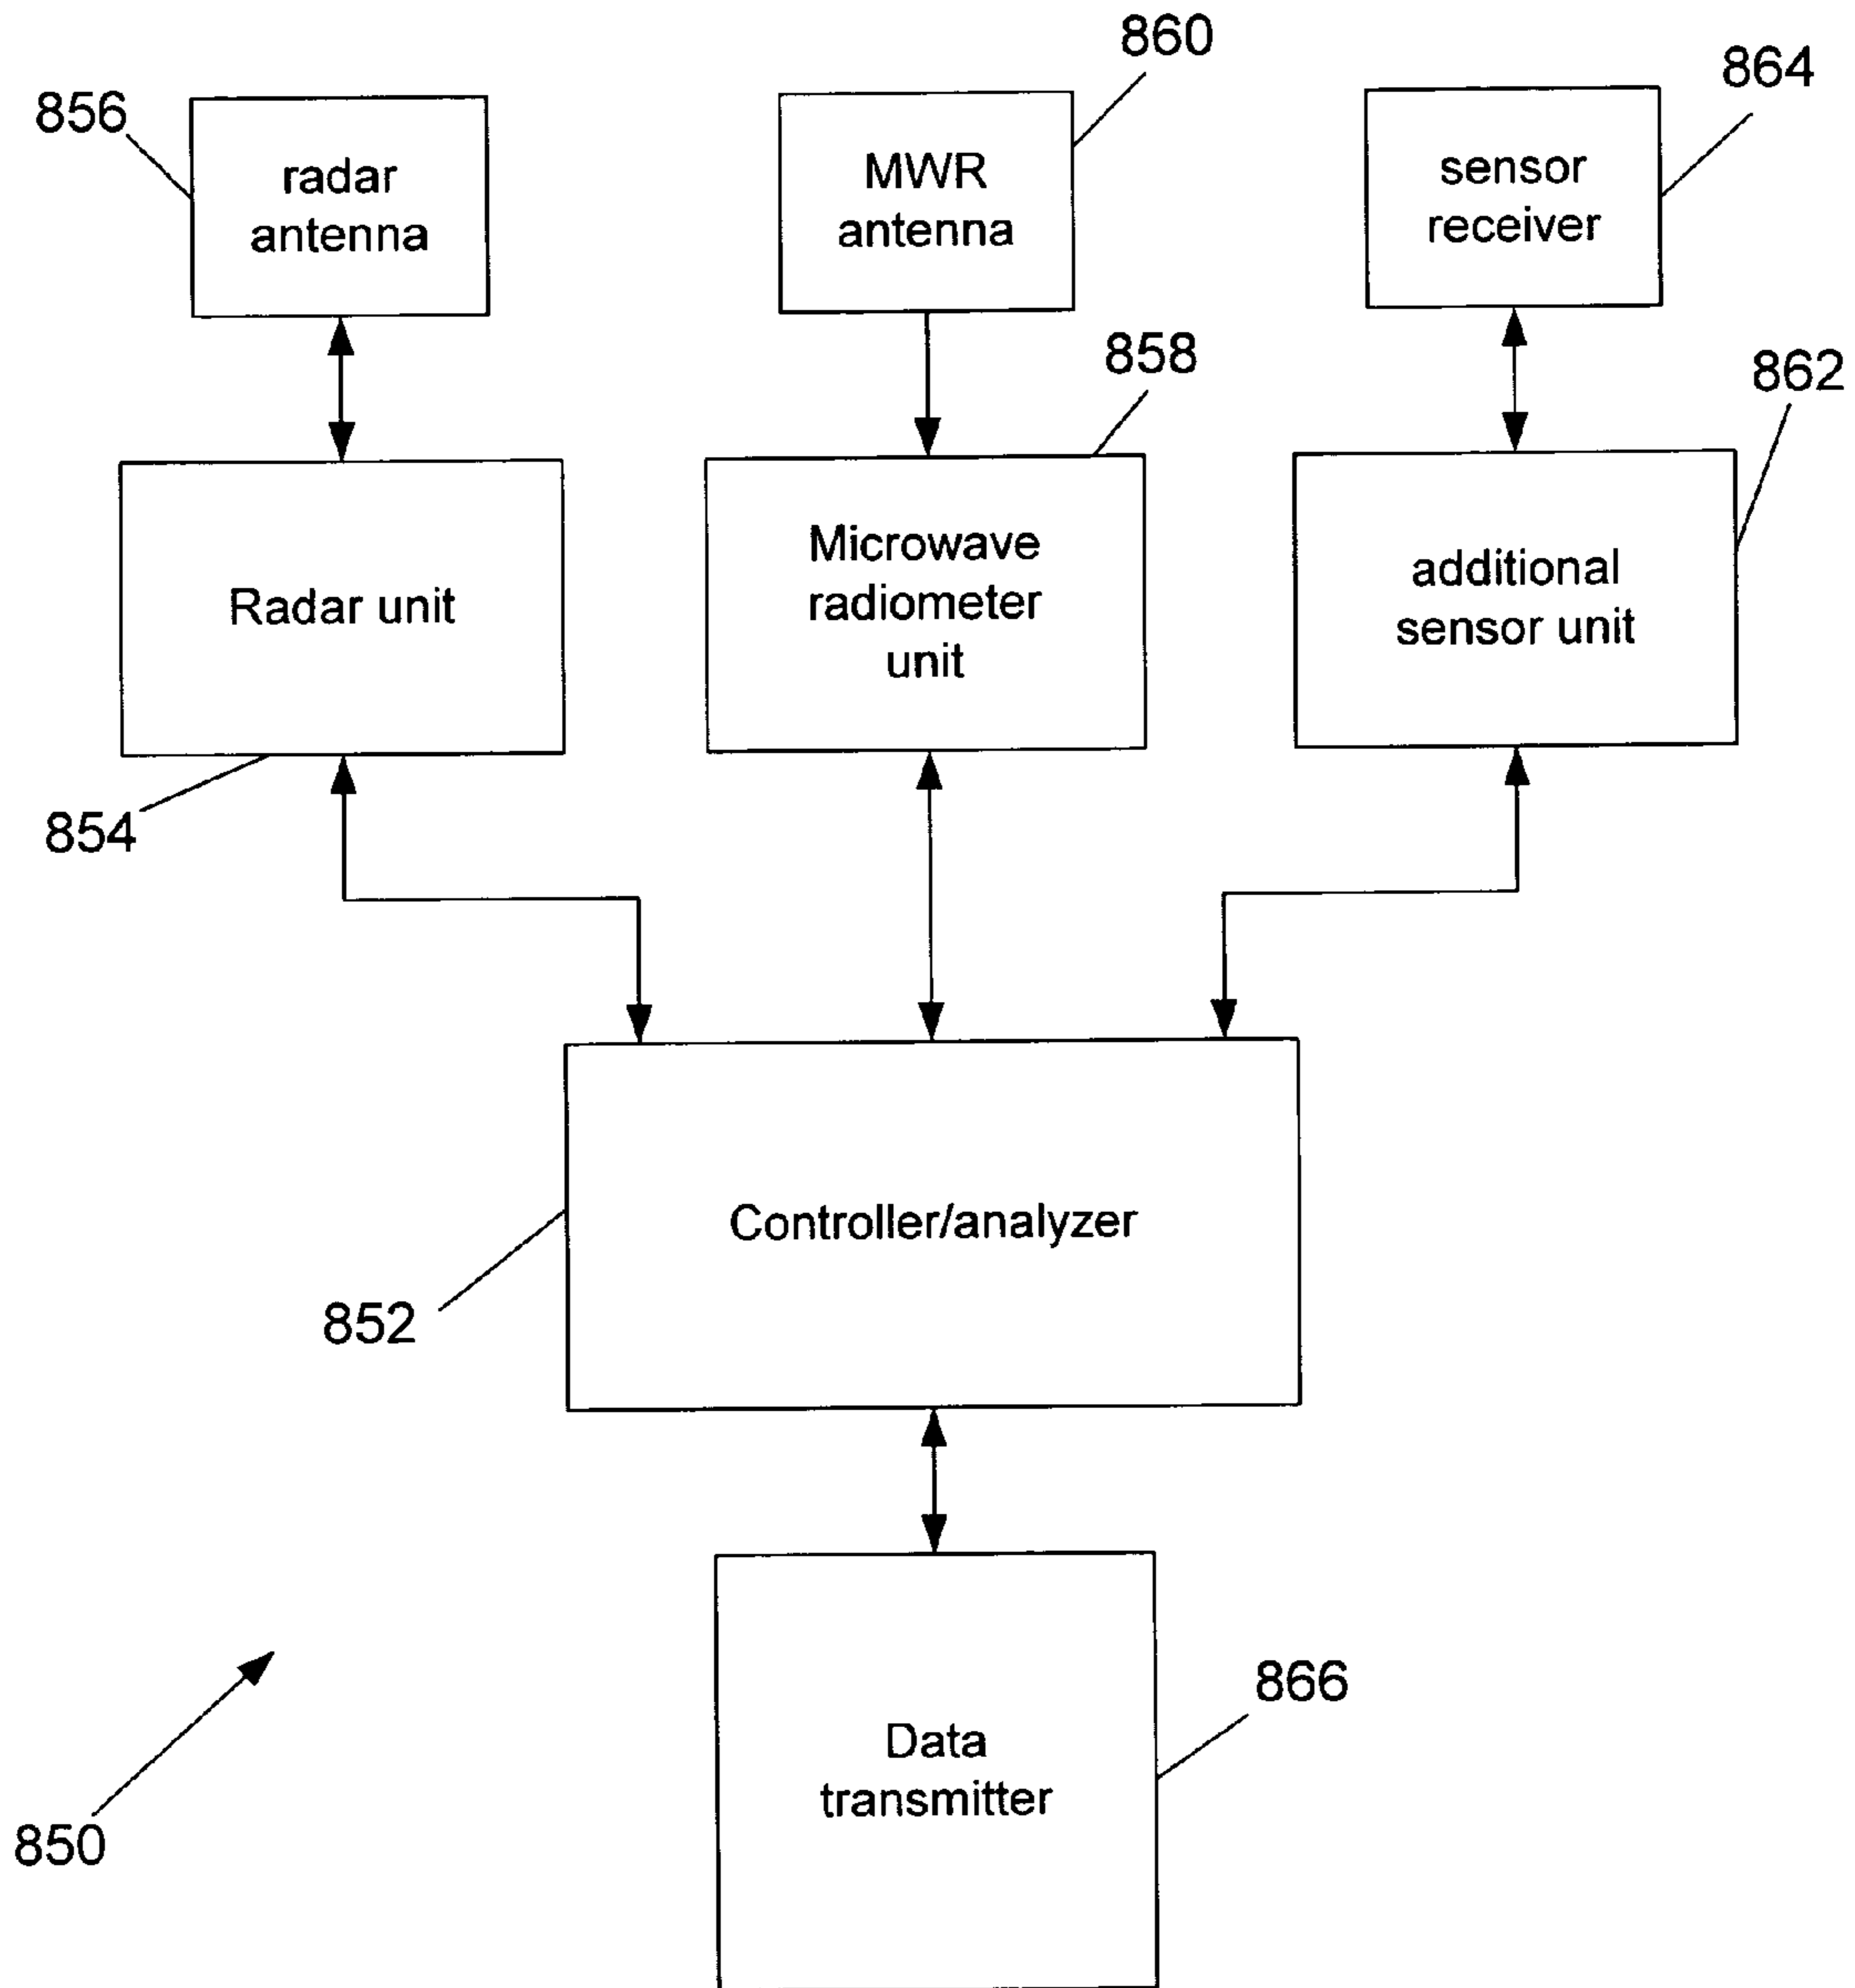 860
864
856
radar
antenna
MWR
antenna
sensor
receiver
858
862
Radar unit
Microwave
radiometer
unit
additional
sensor unit
854
Controller/analyzer
852
866
Data
transmitter
850